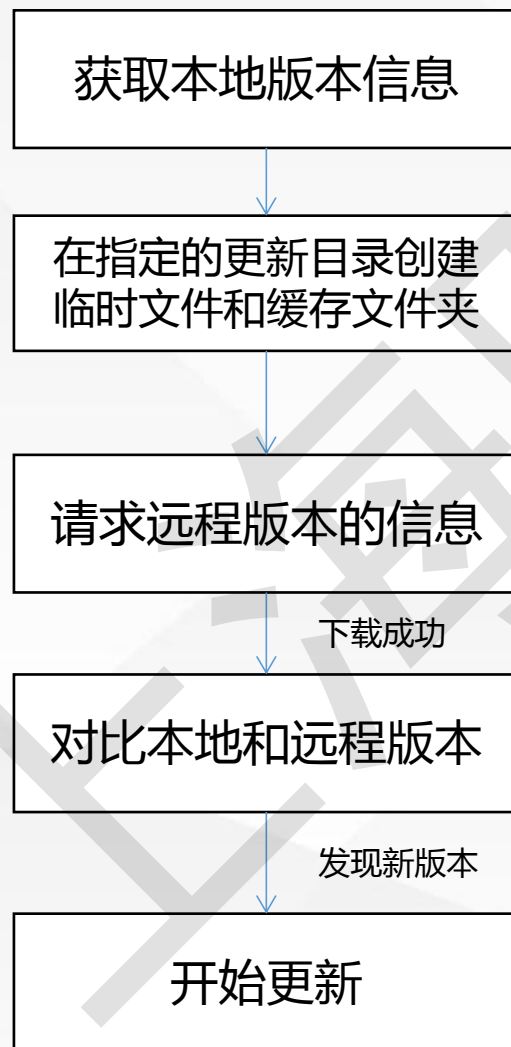 获取本地版本信息
在指定的更新目录创建
临时文件和缓存文件夹
请求远程版本的信息
下载成功
对比本地和远程版本
发现新版本
开始更新
上海